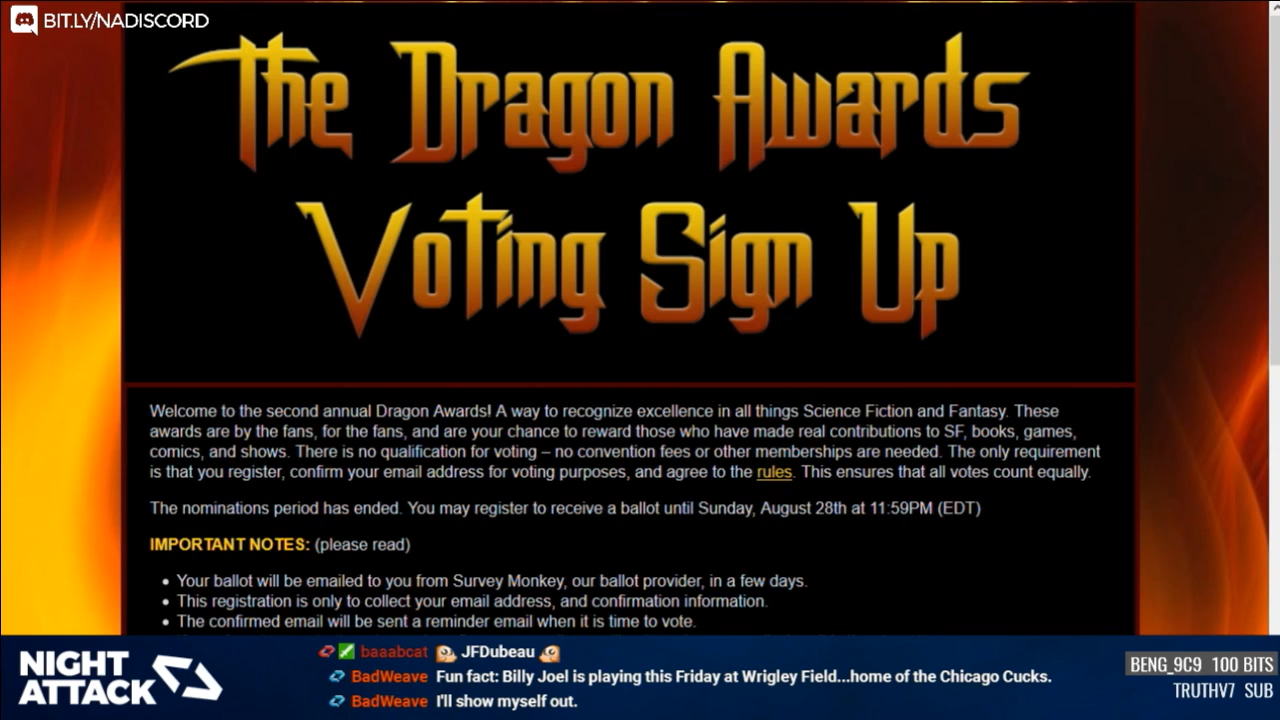 BIT.LY/NADISCORD
The Dragon Awards
Voting Sign Up
Welcome to the second annual Dragon Awards! A way to recognize excellence in all things Science Fiction and Fantasy. These
awards are by the fans, for the fans, and are your chance to reward those who have made real contributions to SF, books, games,
comics, and shows. There is no qualification for voting – no convention fees or other memberships are needed. The only requirement
is that you register, confirm your email address for voting purposes, and agree to the rules. This ensures that all votes count equally.
The nominations period has ended. You may register to receive a ballot until Sunday, August 28th at 11:59PM (EDT)
IMPORTANT NOTES: (please read)
• Your ballot will be emailed to you from Survey Monkey, our ballot provider, in a few days.
• This registration is only to collect your email address, and confirmation information.
• The confirmed email will be sent a reminder email when it is time to vote.
NIGHT
ATTACK
baaabcat JFDubeau
BadWeave Fun fact: Billy Joel is playing this Friday at Wrigley Field...home of the Chicago Cucks.
BadWeave I'll show myself out.
BENG_9C9 100 BITS
TRUTHV7 SUB